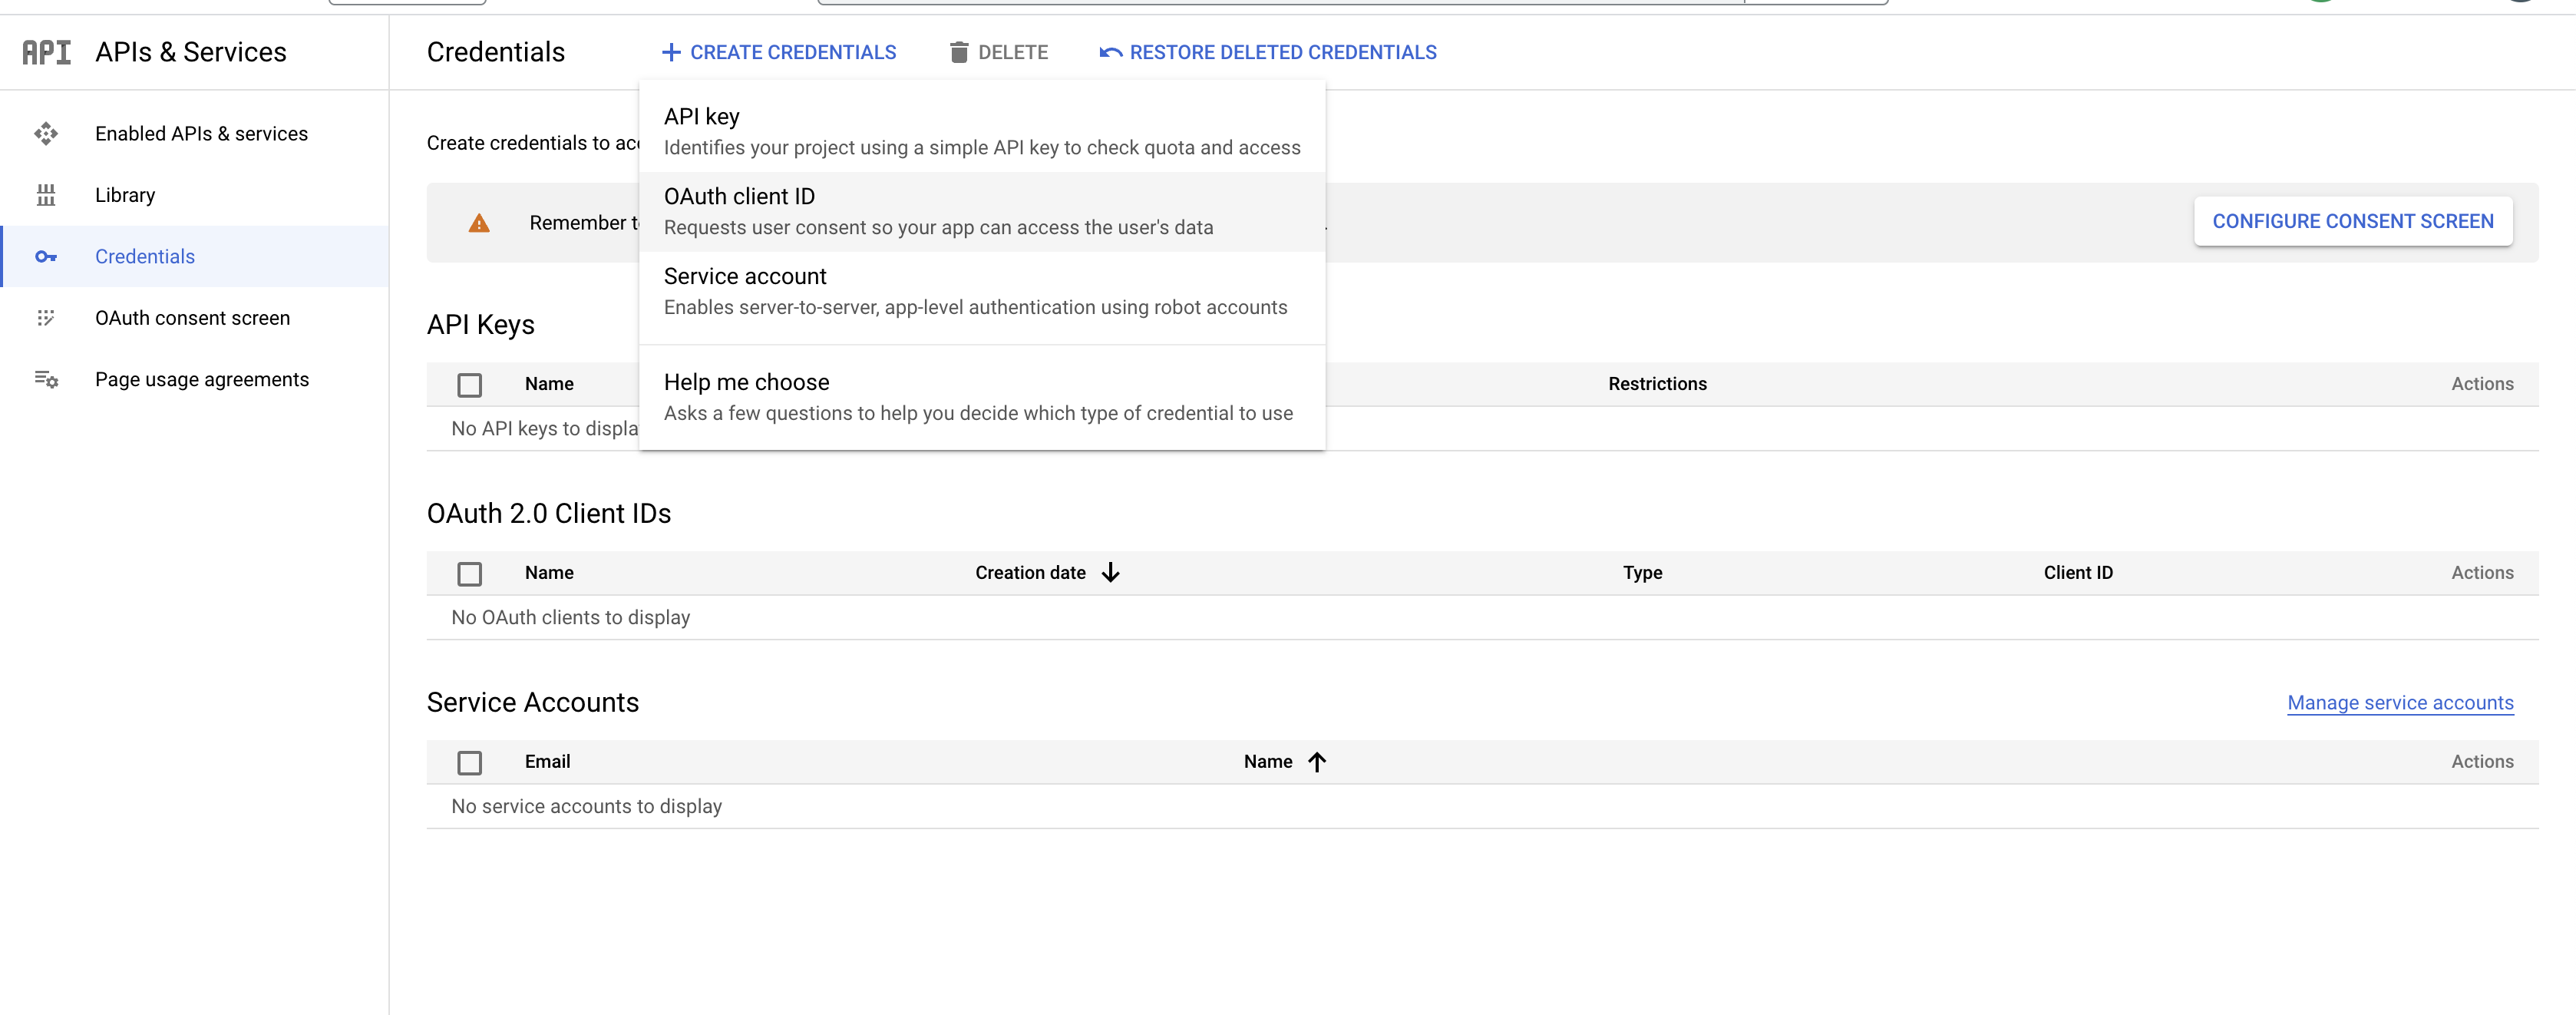 API APIs & Services
Credentials
CREATE CREDENTIALS
DELETE
RESTORE DELETED CREDENTIALS
Enabled APIs & services
Library
Credentials
OAuth consent screen
Page usage agreements
Create credentials to
API key
Identifies your project using a simple API key to check quota and access
OAuth client ID
Requests user consent so your app can access the user's data
Service account
Enables server-to-server, app-level authentication using robot accounts
Help me choose
Asks a few questions to help you decide which type of credential to use
Remember
CONFIGURE CONSENT SCREEN
API Keys
Name Restrictions Actions
No API keys to
OAuth 2.0 Client IDs
Name Creation date Type Client ID Actions
No OAuth clients to display
Service Accounts
Manage service accounts
Email Name Actions
No service accounts to display